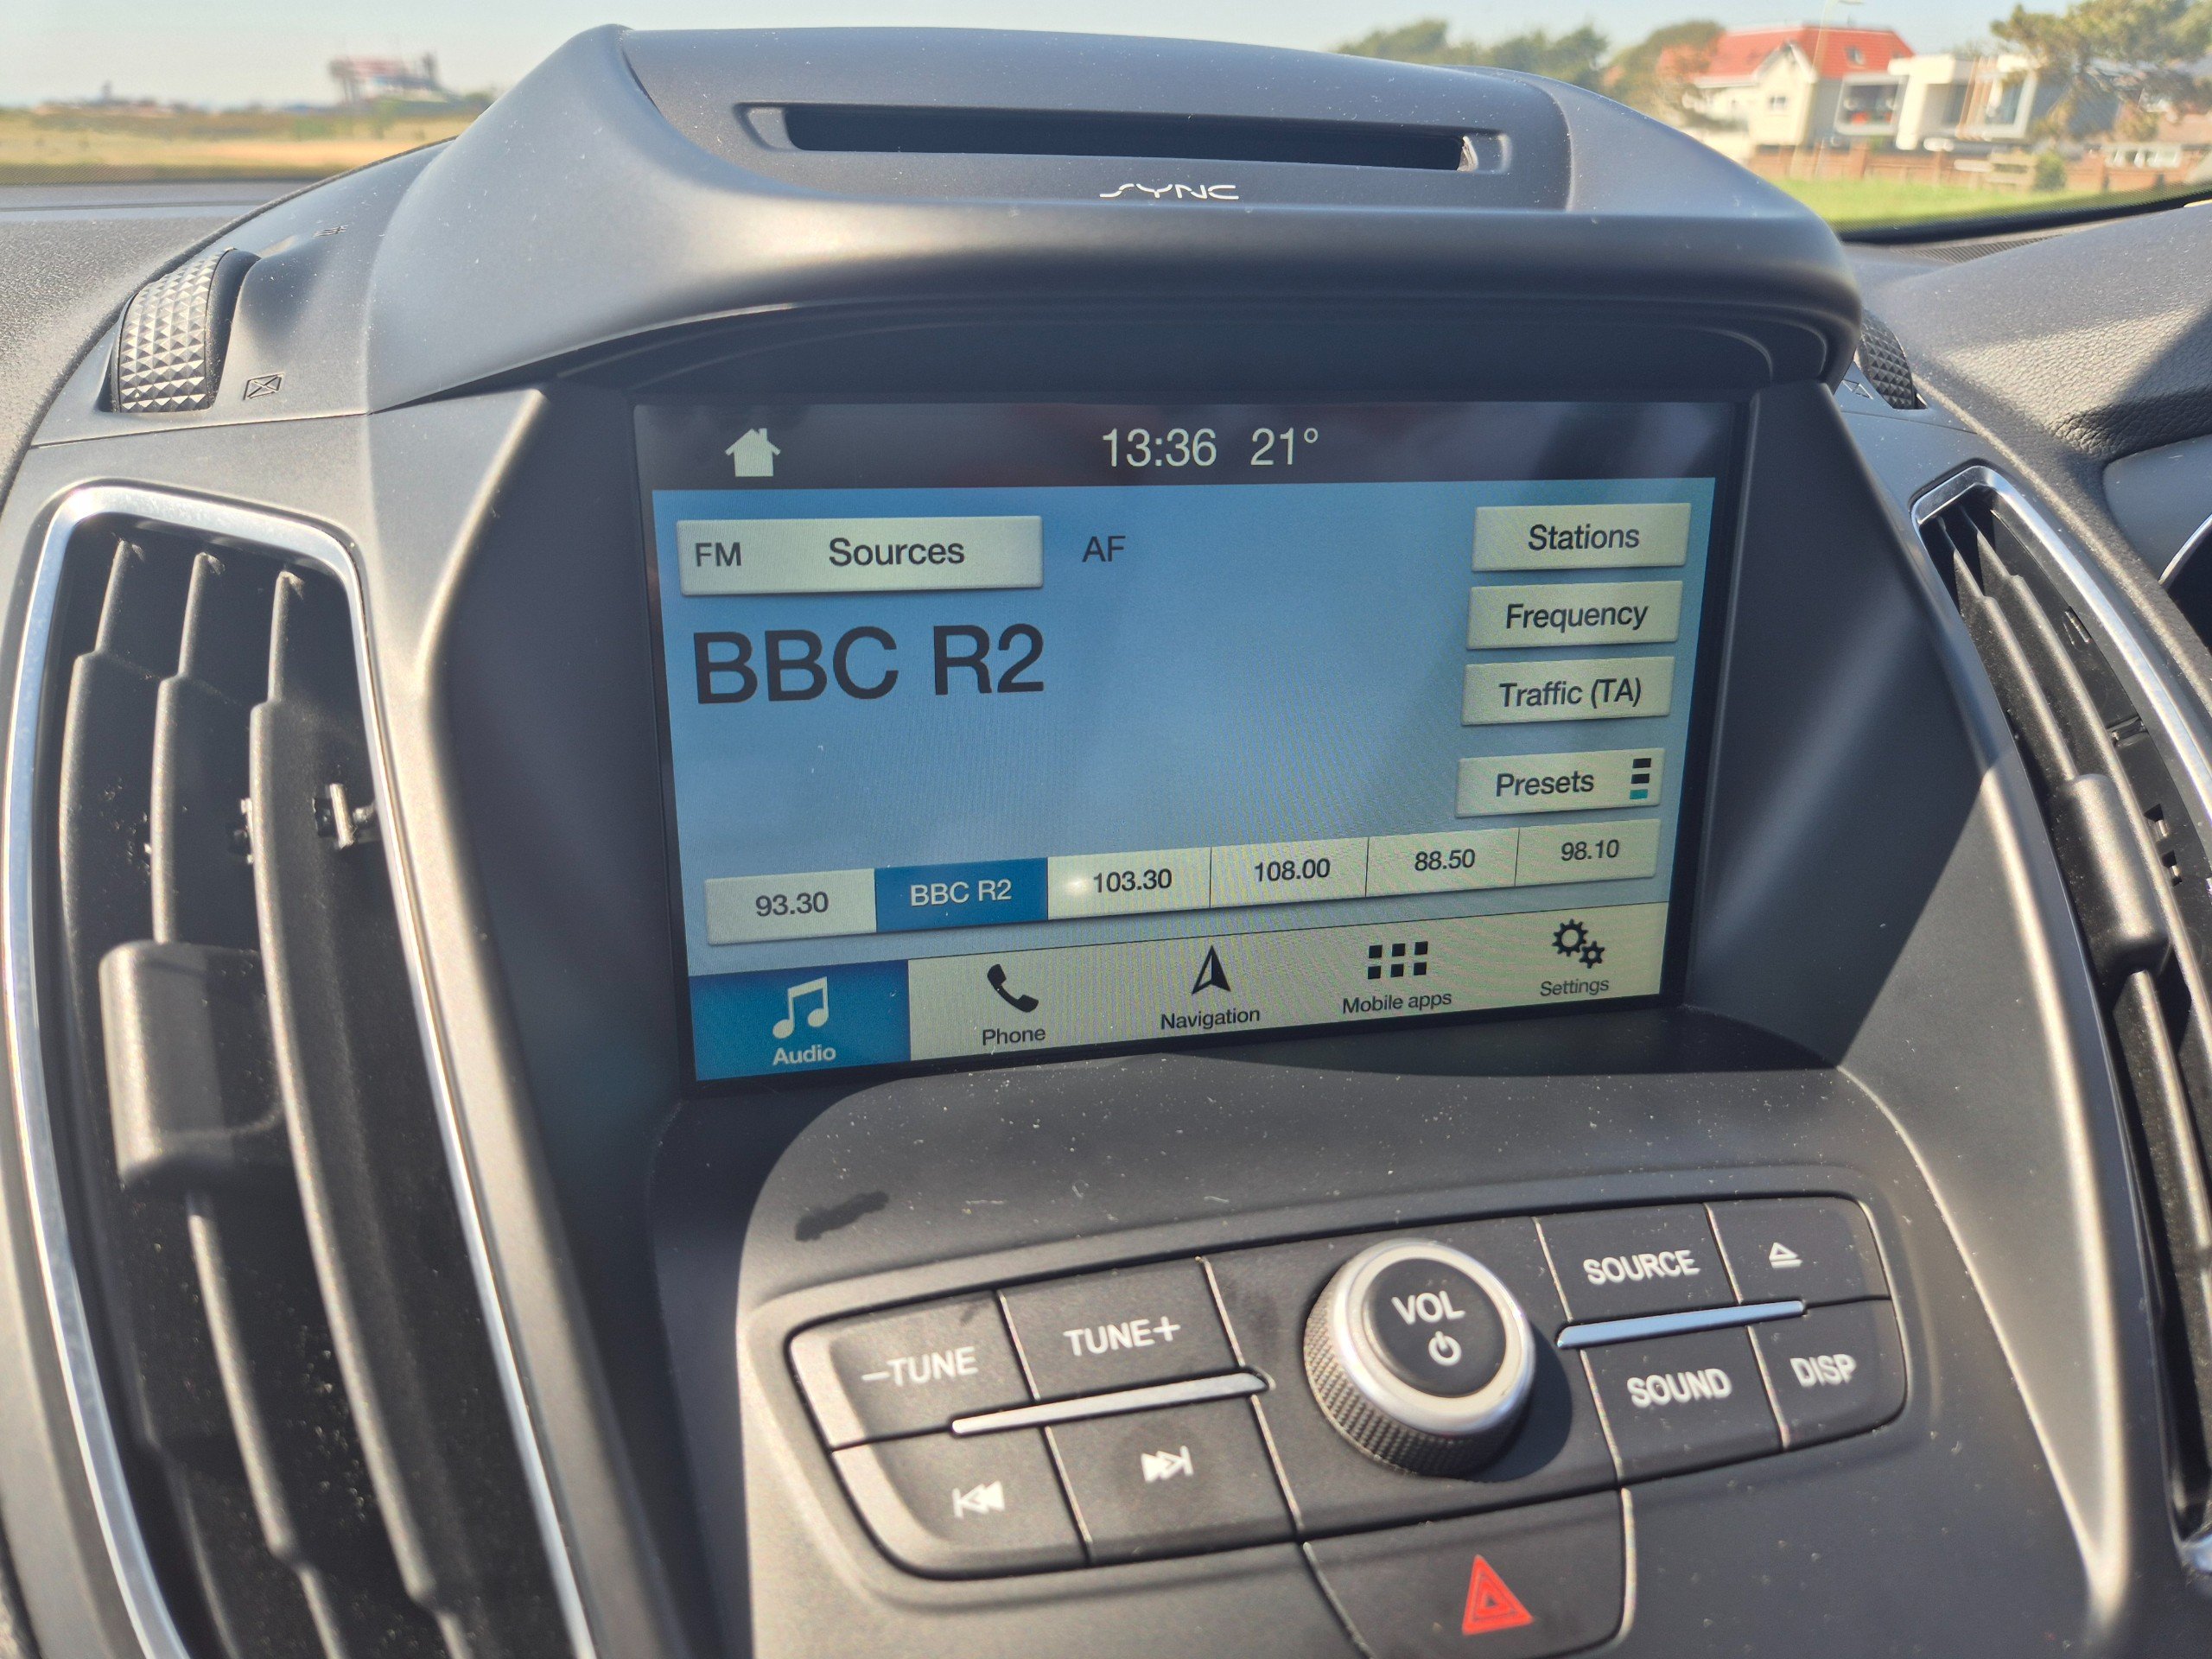 SYNC
13:36 21°
FM Sources AF
Stations
BBC R2
Frequency
Traffic (TA)
Presets
93.30 BBC R2 103.30 108.00 88.50 98.10
Audio Phone Navigation Mobile apps Settings
–TUNE TUNE+ VOL SOURCE
SOUND DISP